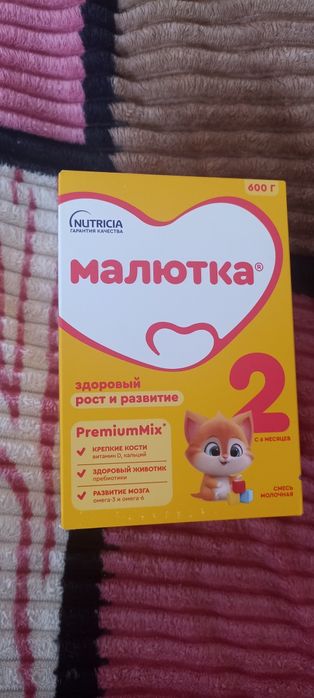 600 Г
NUTRICIA
ГАРАНТИЯ КАЧЕСТВА
МАЛЮТКА®
здоровый
рост и развитие
2
С 6 МЕСЯЦЕВ
PremiumMix*
КРЕПКИЕ КОСТИ
витамин D, кальций
ЗДОРОВЫЙ ЖИВОТИК
пребиотики
РАЗВИТИЕ МОЗГА
омега-3 и омега-6
СМЕСЬ
МОЛОЧНАЯ